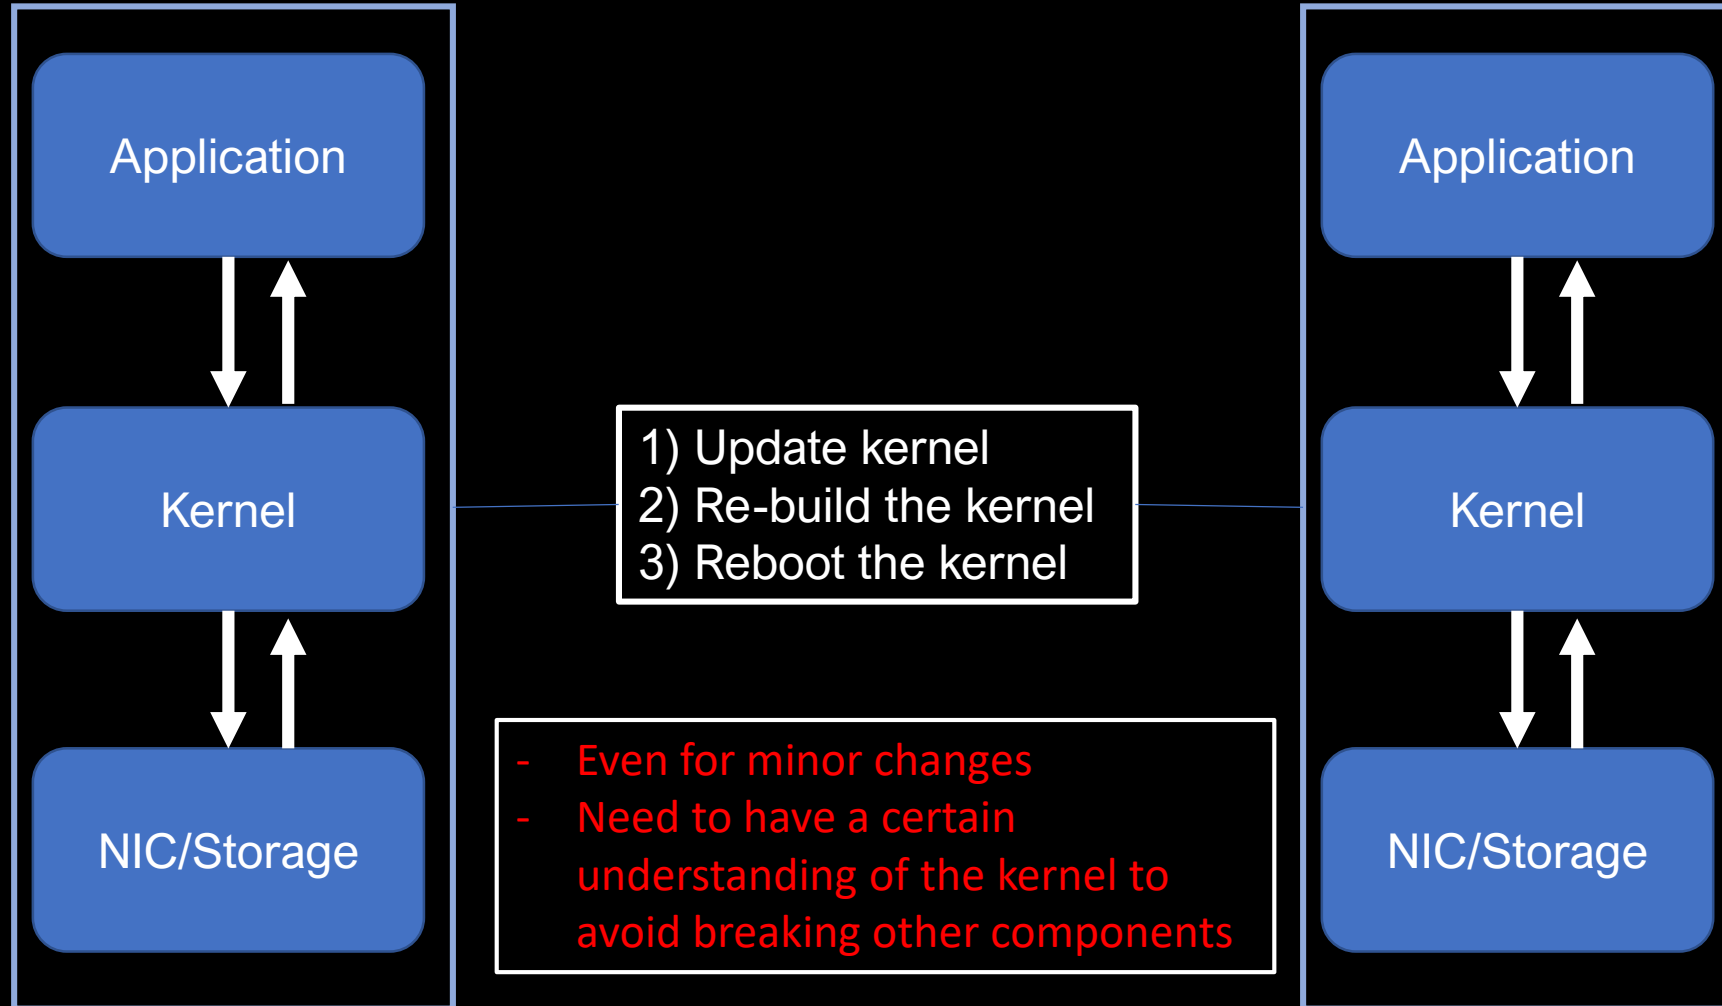 Application
Kernel
NIC/Storage
1) Update kernel
2) Re-build the kernel
3) Reboot the kernel
- Even for minor changes
- Need to have a certain
understanding of the kernel to
avoid breaking other components
Application
Kernel
NIC/Storage